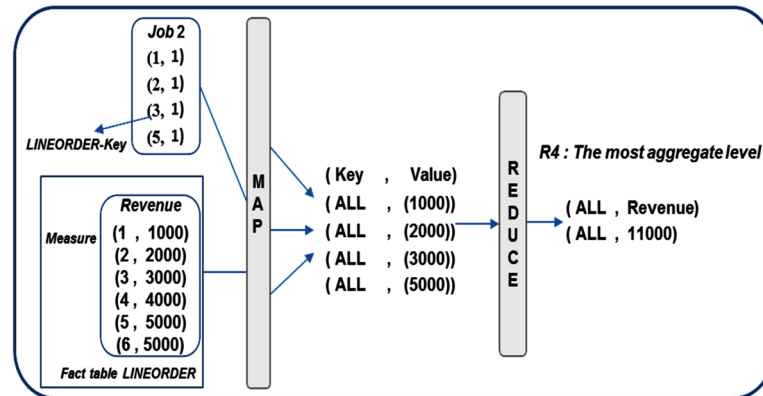 Job 2
(1, 1)
(2, 1)
(3, 1)
(5, 1)
LINEORDER-Key
Revenue
Measure
(1 , 1000)
(2 , 2000)
(3 , 3000)
(4 , 4000)
(5 , 5000)
(6 , 5000)
Fact table LINEORDER
MAP
( Key , Value)
( ALL , (1000))
( ALL , (2000))
( ALL , (3000))
( ALL , (5000))
REDUCE
R4 : The most aggregate level
( ALL , Revenue)
( ALL , 11000)